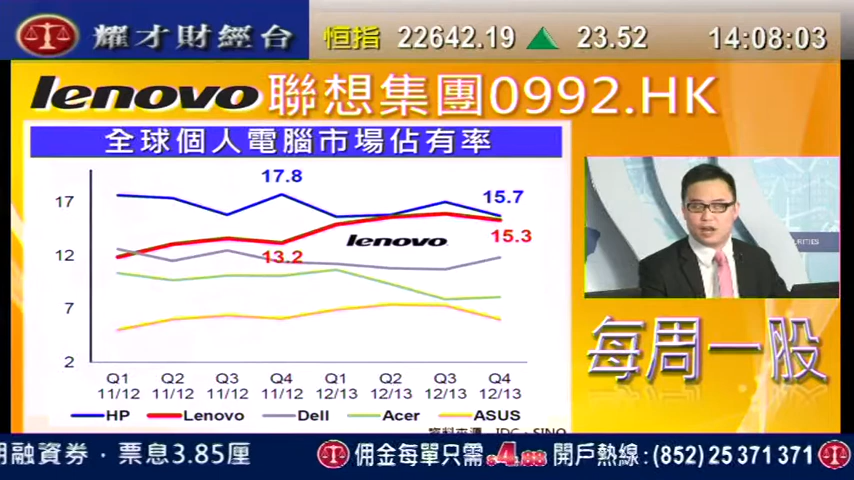 耀才財經台
恒指 22642.19 ▲ 23.52 14:08:03
lenovo 聯想集團0992.HK
全球個人電腦市場佔有率
17
12
7
2
17.8
15.7
lenovo
13.2
15.3
Q1 Q2 Q3 Q4 Q1 Q2 Q3 Q4
11/12 11/12 11/12 11/12 12/13 12/13 12/13 12/13
HP Lenovo Dell Acer ASUS
每周一股
融資券．票息3.85厘 佣金每單只需 開戶熱線:(852) 25 371 371